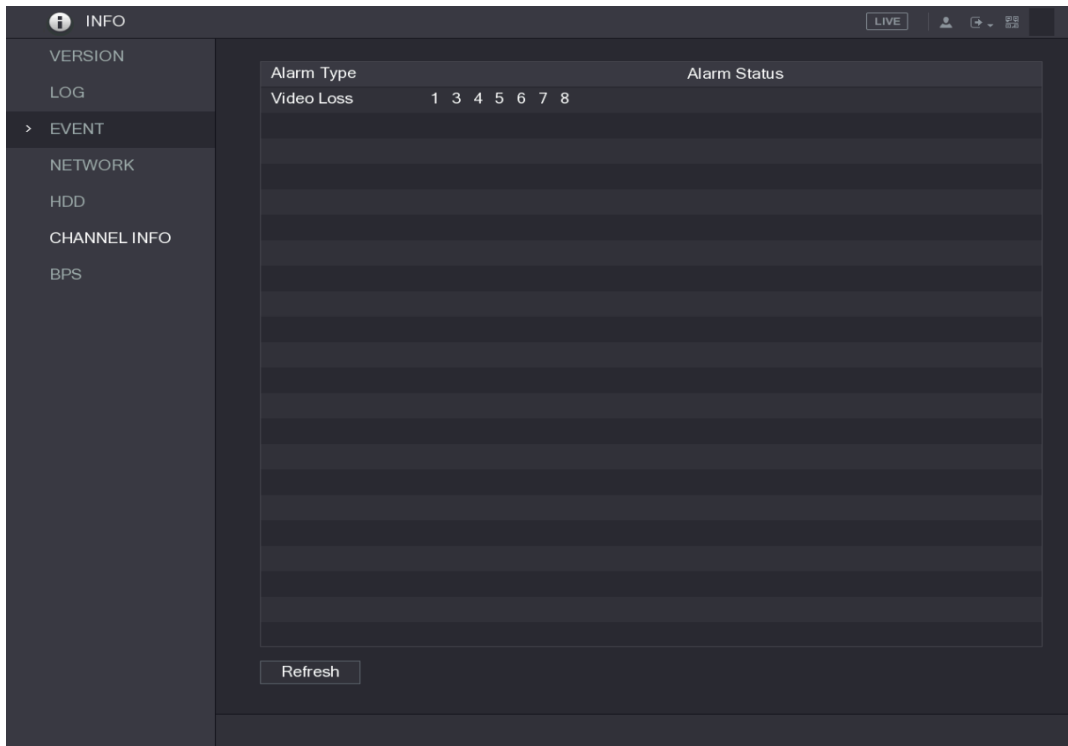 INFO
LIVE
VERSION
LOG
> EVENT
NETWORK
HDD
CHANNEL INFO
BPS
Alarm Type Alarm Status
Video Loss 1 3 4 5 6 7 8
Refresh